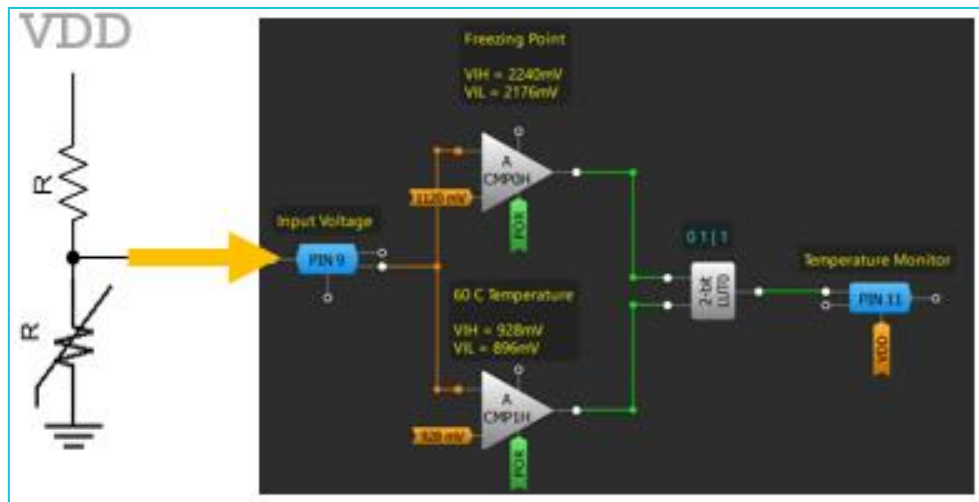 VDD
R
R
Freezing Point
VIH = 2240mV
VIL = 2176mV
A
CMP0H
1120 mV
POR
Input Voltage
PIN 9
60 C Temperature
VIH = 928mV
VIL = 896mV
A
CMP1H
928 mV
POR
0 1 [ 1
2-bit
LUT0
Temperature Monitor
PIN 11
VDD